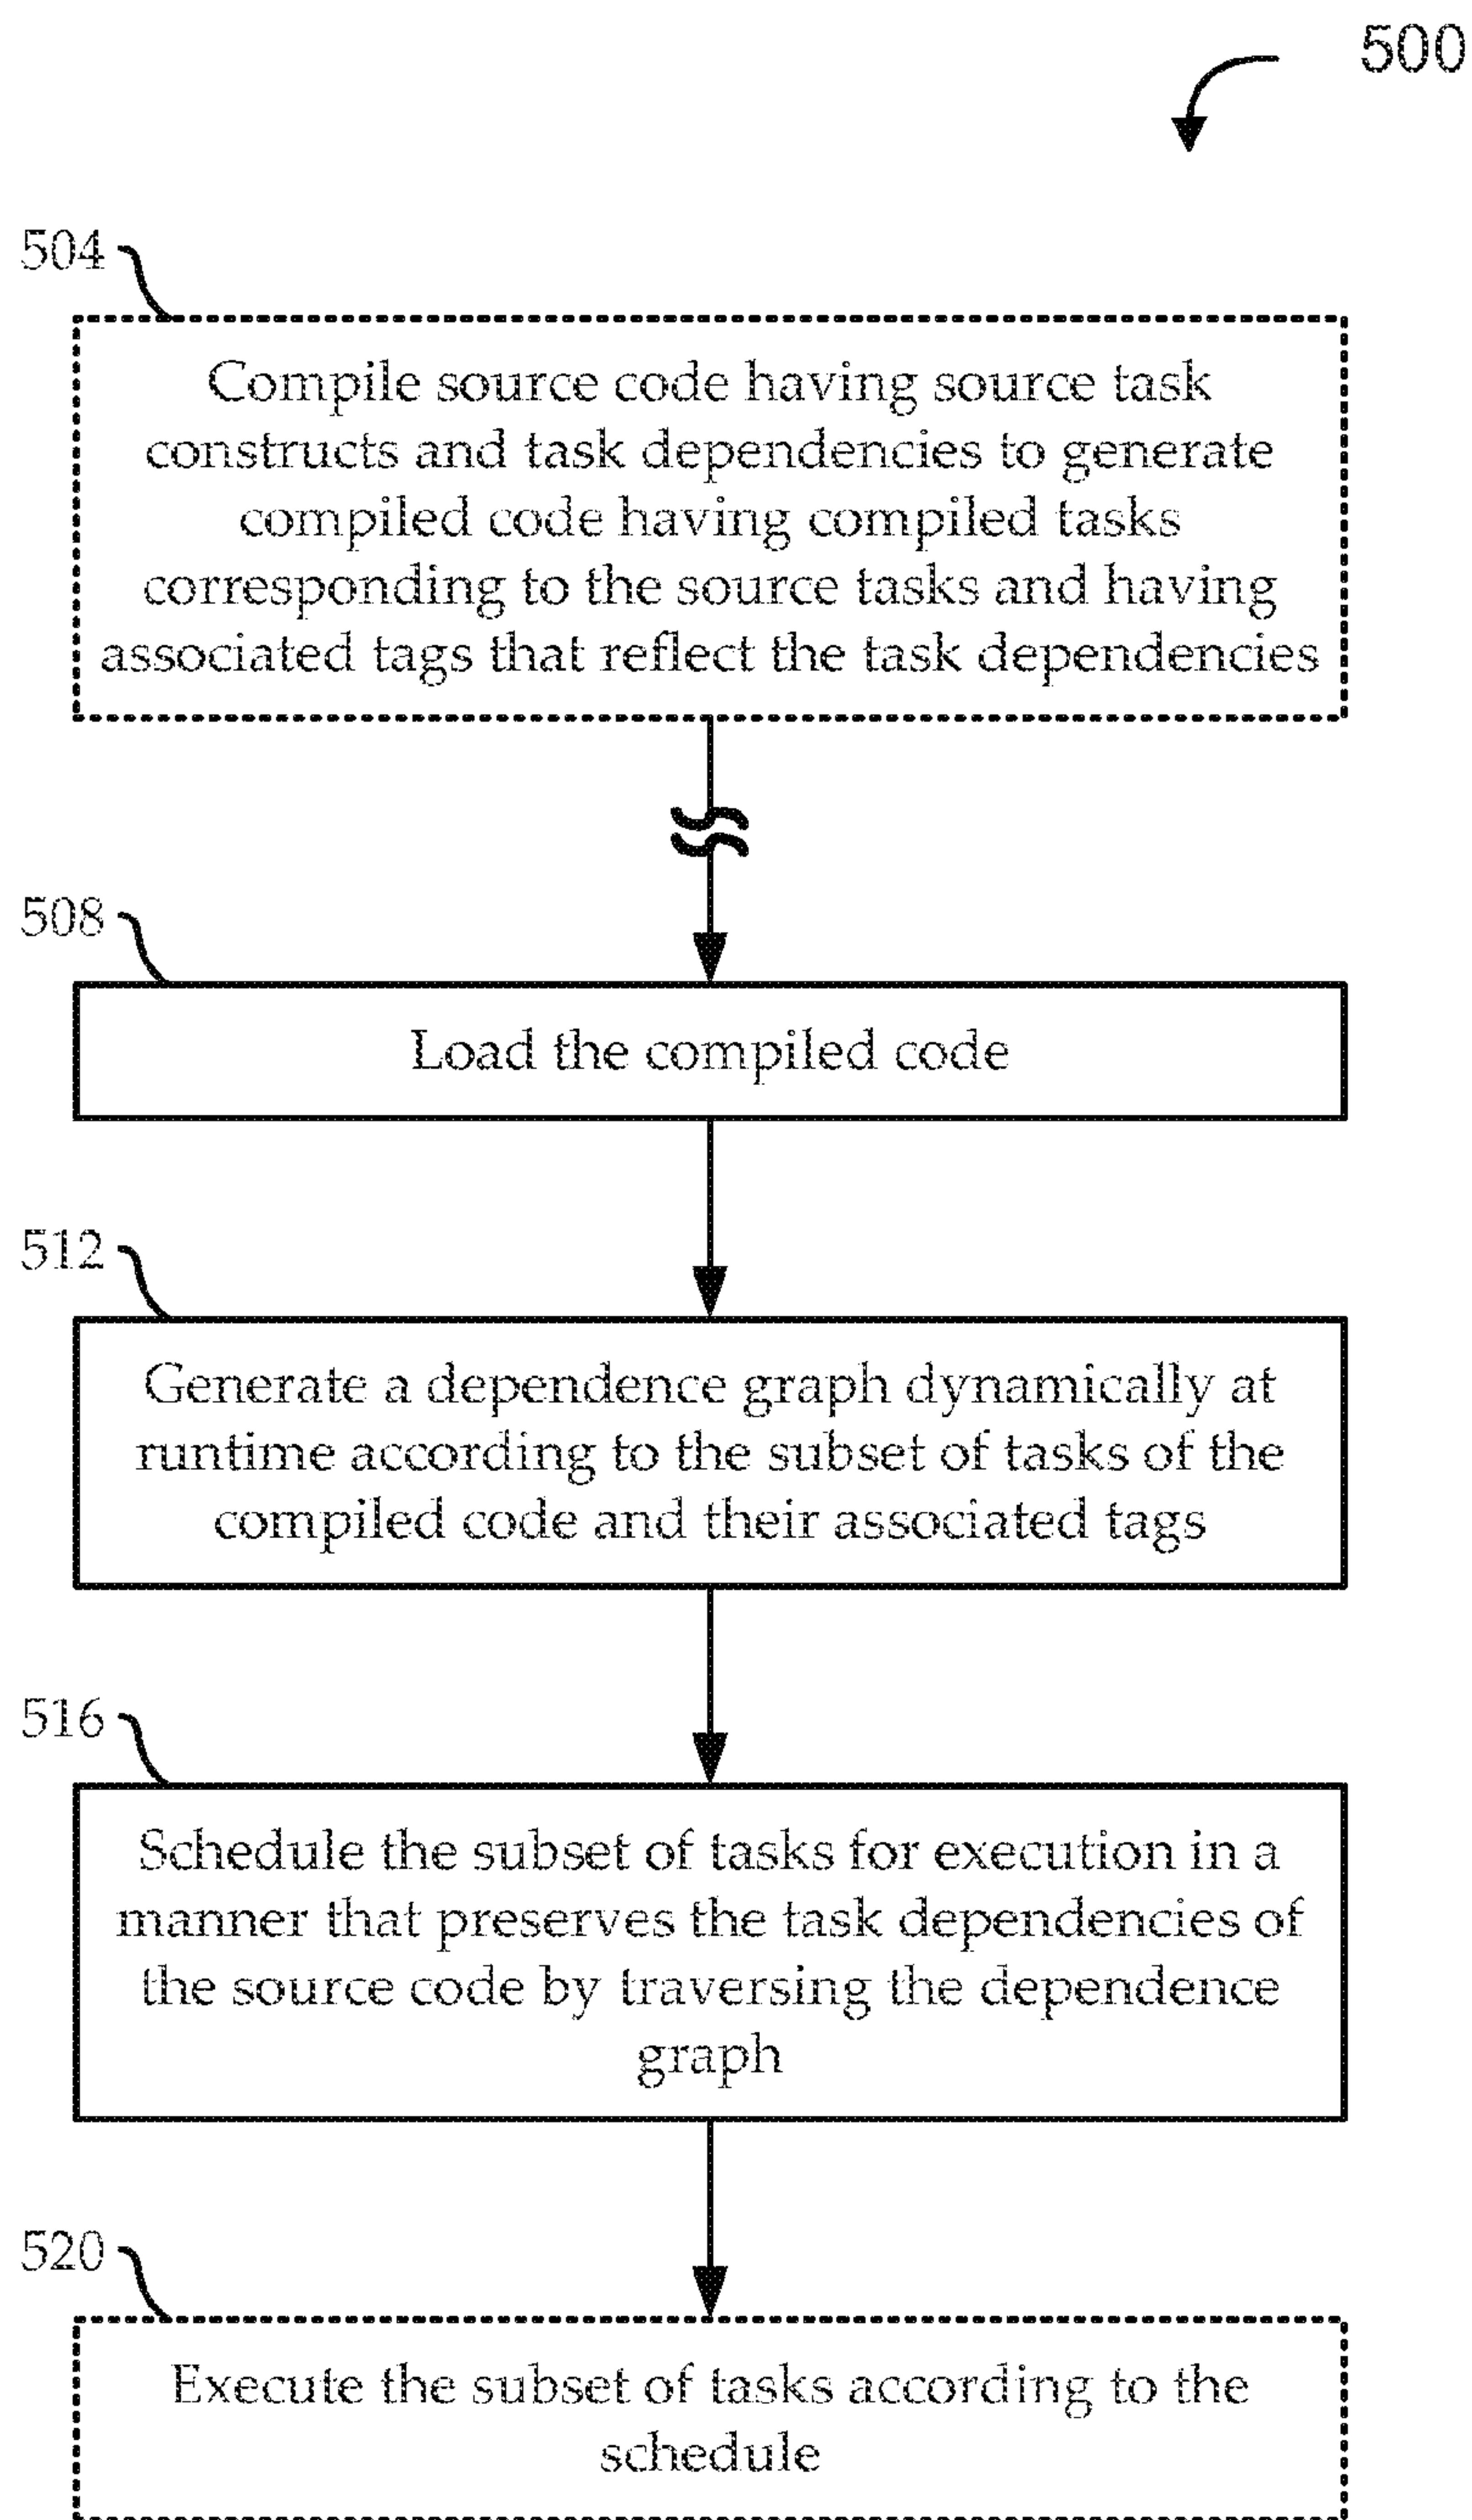 500
504
Compile source code having source task
constructs and task dependencies to generate
compiled code having compiled tasks
corresponding to the source tasks and having
associated tags that reflect the task dependencies
508
Load the compiled code
512
Generate a dependence graph dynamically at
runtime according to the subset of tasks of the
compiled code and their associated tags
516
Schedule the subset of tasks for execution in a
manner that preserves the task dependencies of
the source code by traversing the dependence
graph
520
Execute the subset of tasks according to the
schedule